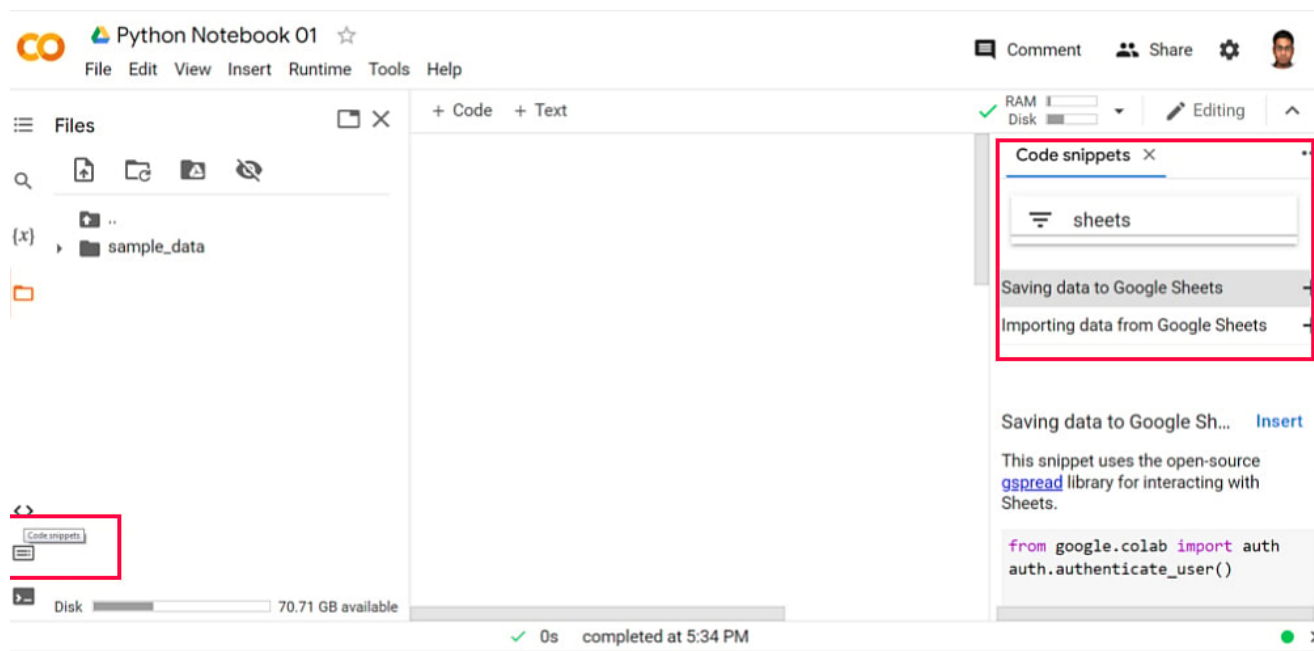 Python Notebook 01
File Edit View Insert Runtime Tools Help
Comment
Share
Files
+ Code + Text
RAM
Disk
Editing
Code snippets
{x}
..
sample_data
sheets
Saving data to Google Sheets
Importing data from Google Sheets
Saving data to Google Sh... Insert
This snippet uses the open-source
gspread library for interacting with
Sheets.
from google.colab import auth
auth.authenticate_user()
Code snippets
Disk 70.71 GB available
0s completed at 5:34 PM